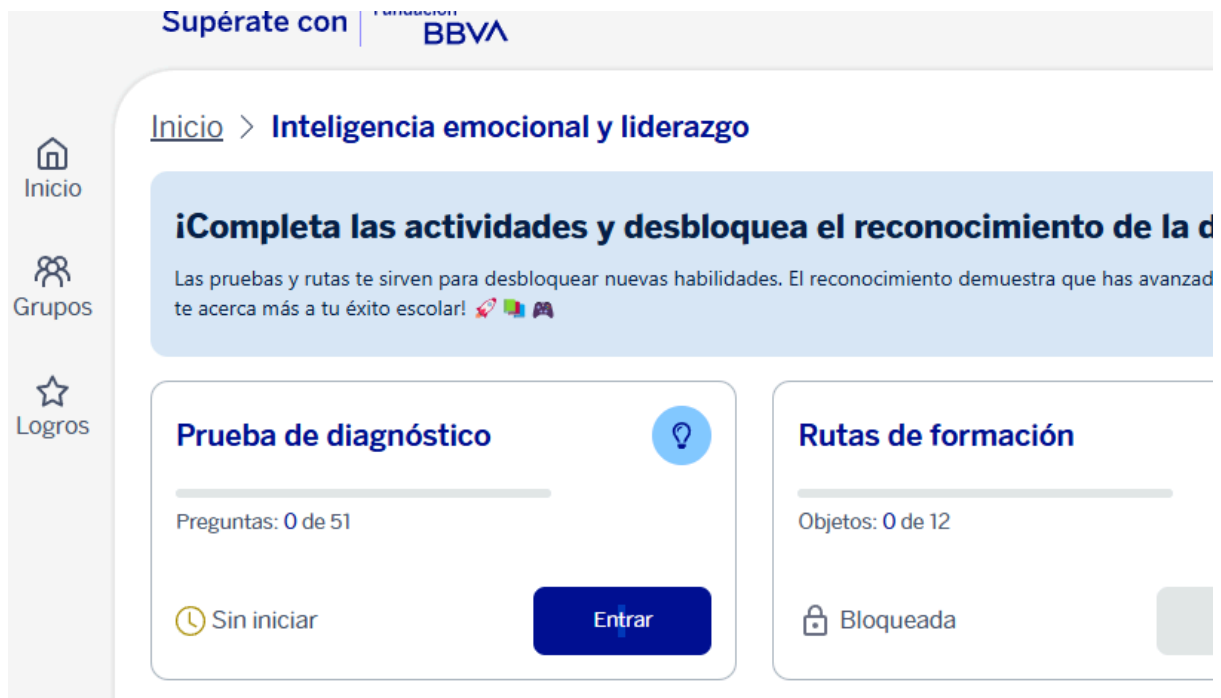 Supérate con
Fundación
BBVA
Inicio > Inteligencia emocional y liderazgo
Inicio
¡Completa las actividades y desbloquea el reconocimiento de la
Las pruebas y rutas te sirven para desbloquear nuevas habilidades. El reconocimiento demuestra que has avanzad
te acerca más a tu éxito escolar! 🚀 📚 🎮
Grupos
Logros
Prueba de diagnóstico
Preguntas: 0 de 51
Sin iniciar
Entrar
Rutas de formación
Objetos: 0 de 12
Bloqueada